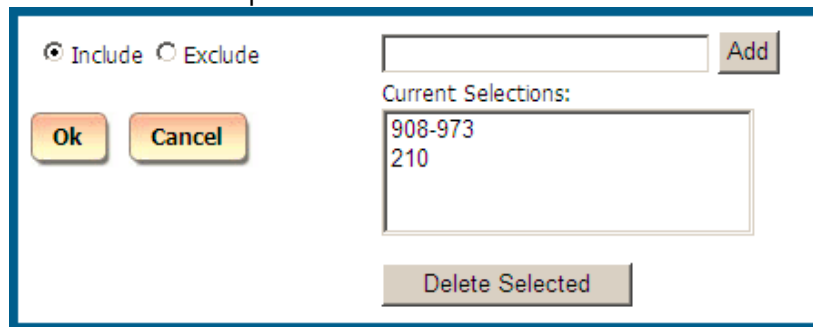 Include Exclude
Add
Current Selections:
Ok Cancel
908-973
210
Delete Selected